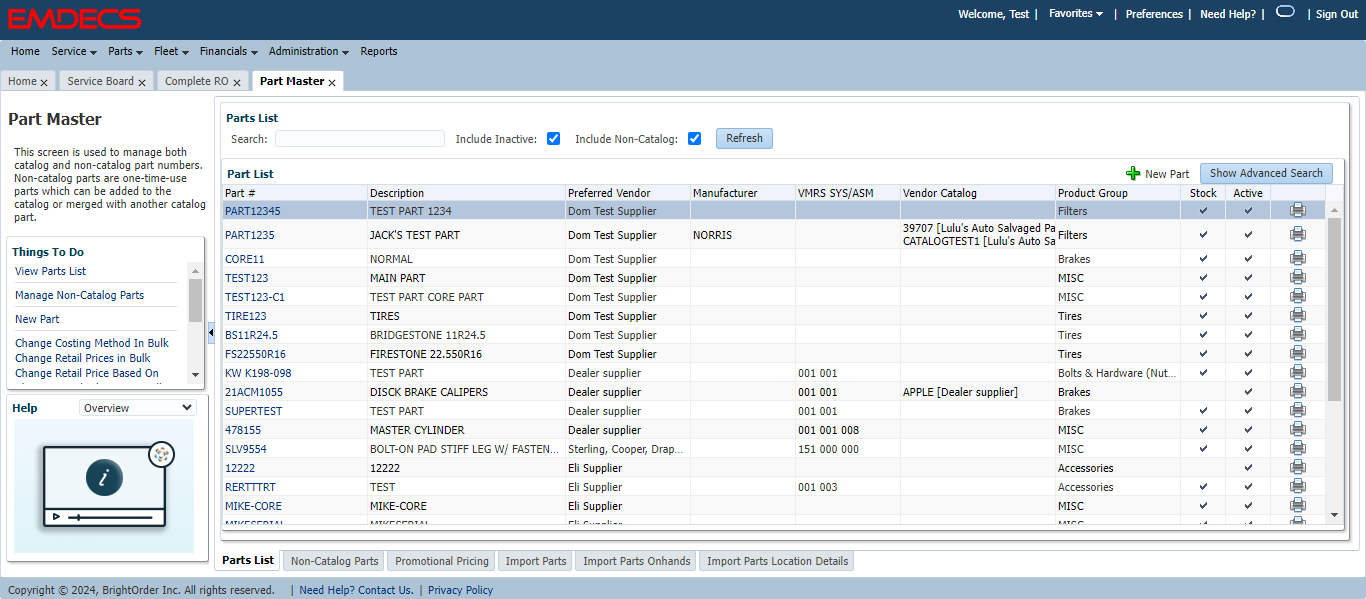 EMDECS
Welcome, Test | Favorites | Preferences | Need Help? | | Sign Out
Home Service Parts Fleet Financials Administration Reports
Home Service Board Complete RO Part Master
Part Master
This screen is used to manage both
catalog and non-catalog part numbers.
Non-catalog parts are one-time-use
parts which can be added to the
catalog or merged with another catalog
part.
Things To Do
View Parts List
Manage Non-Catalog Parts
New Part
Change Costing Method In Bulk
Change Retail Prices in Bulk
Change Retail Price Based On
Help Overview
Parts List
Search: Include Inactive: Include Non-Catalog: Refresh
Part List New Part Show Advanced Search
Part # Description Preferred Vendor Manufacturer VMRS SYS/ASM Vendor Catalog Product Group Stock Active
PART12345 TEST PART 1234 Dom Test Supplier Filters
PART1235 JACK'S TEST PART Dom Test Supplier NORRIS 39707 [Lulu's Auto Salvaged Pa Filters
CATALOGTEST1 [Lulu's Auto Sa
CORE11 NORMAL Dom Test Supplier Brakes
TEST123 MAIN PART Dom Test Supplier MISC
TEST123-C1 TEST PART CORE PART Dom Test Supplier MISC
TIRE123 TIRES Dom Test Supplier Tires
BS11R24.5 BRIDGESTONE 11R24.5 Dom Test Supplier Tires
FS22550R16 FIRESTONE 22.550R16 Dom Test Supplier Tires
KW K198-098 TEST PART Dealer supplier 001 001 Bolts & Hardware (Nut...
21ACM1055 DISCK BRAKE CALIPERS Dealer supplier 001 001 APPLE [Dealer supplier] Brakes
SUPERTEST TEST PART Dealer supplier 001 001 Brakes
478155 MASTER CYLINDER Dealer supplier 001 001 008 MISC
SLV9554 BOLT-ON PAD STIFF LEG W/ FASTEN... Sterling, Cooper, Drap... 151 000 000 MISC
12222 12222 Eli Supplier Accessories
RERTTTRT TEST Eli Supplier 001 003 Accessories
MIKE-CORE MIKE-CORE Eli Supplier MISC
MIKESERIAL MIKESERIAL Eli Supplier MISC
Parts List Non-Catalog Parts Promotional Pricing Import Parts Import Parts Onhands Import Parts Location Details
Copyright © 2024, BrightOrder Inc. All rights reserved. | Need Help? Contact Us. | Privacy Policy